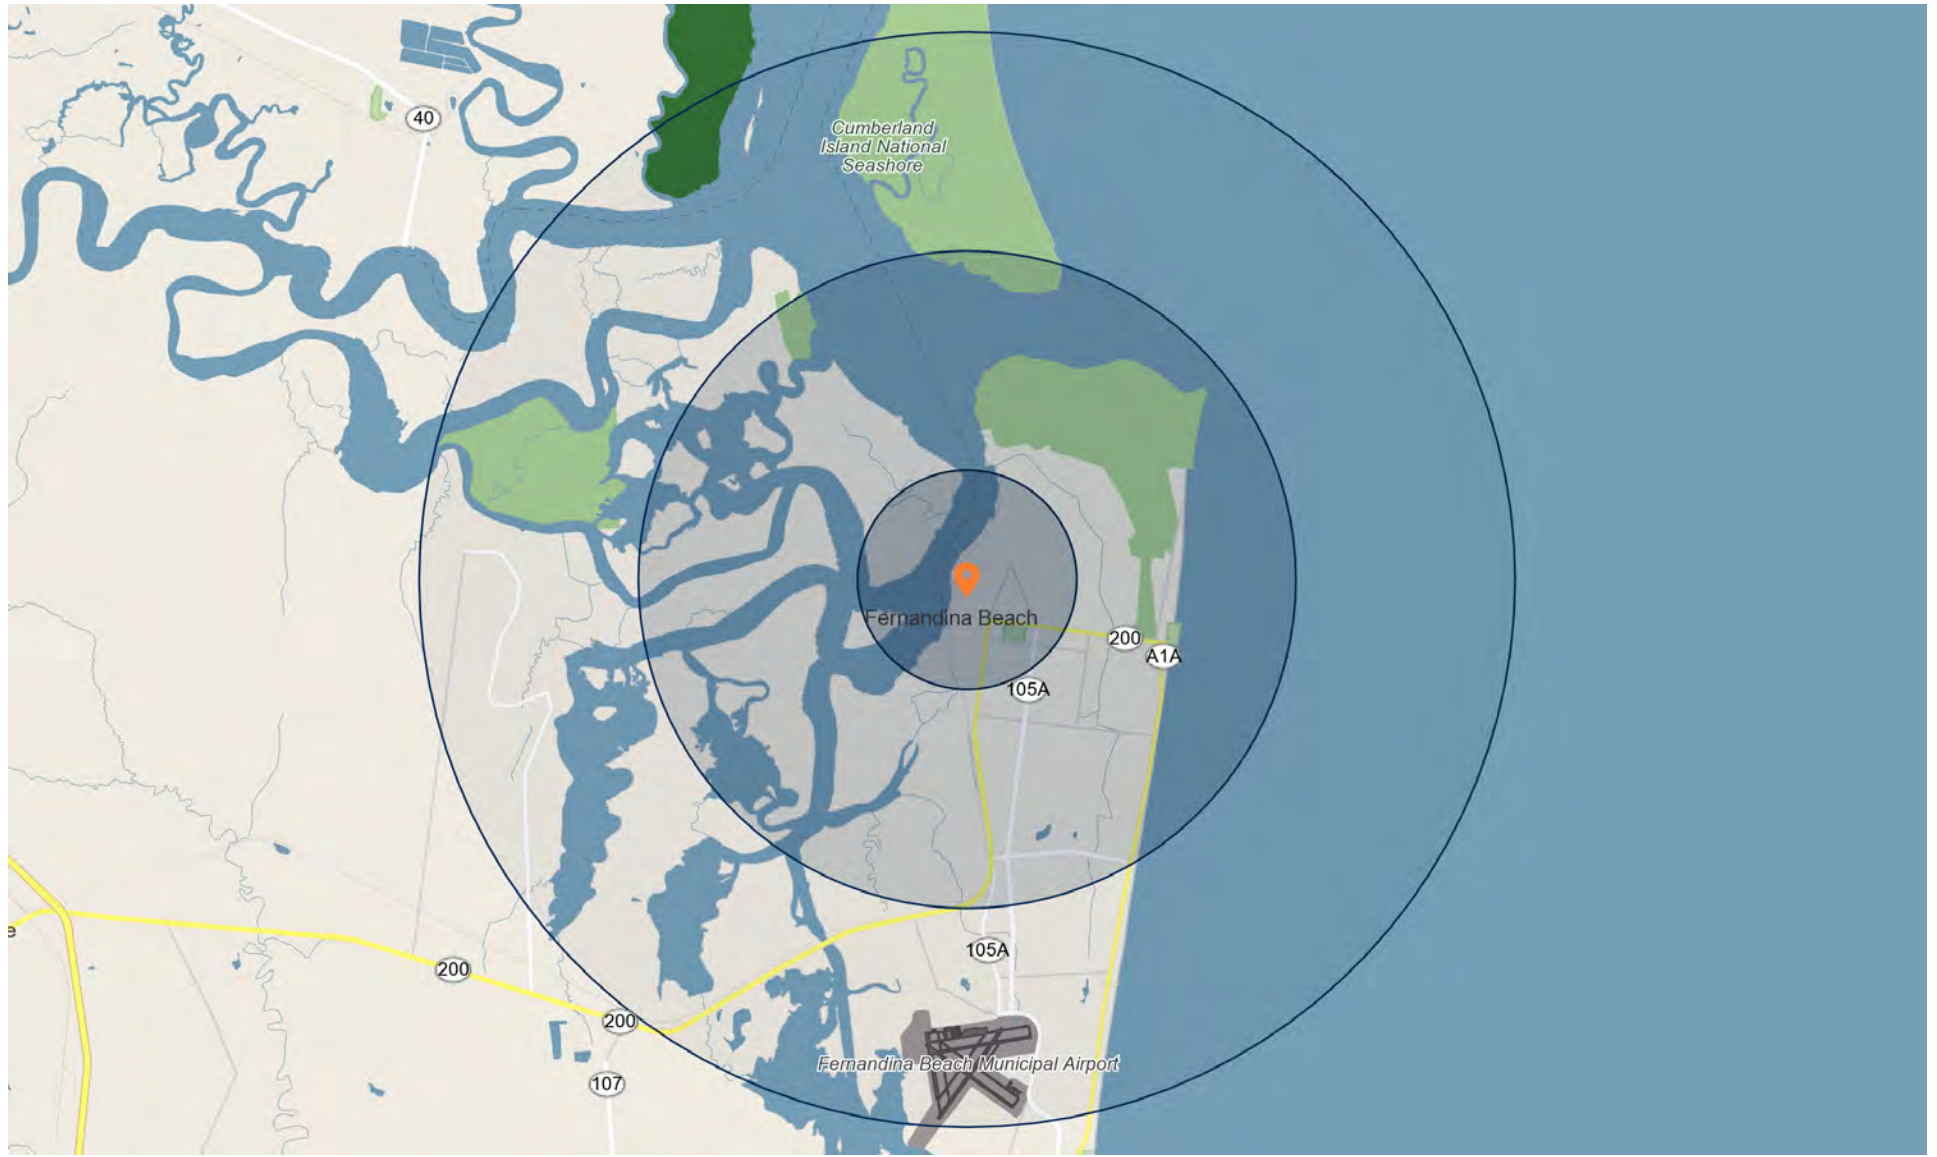 40
Cumberland
Island National
Seashore
Fernandina Beach
200
A1A
105A
e
200
105A
200
Fernandina Beach Municipal Airport
107